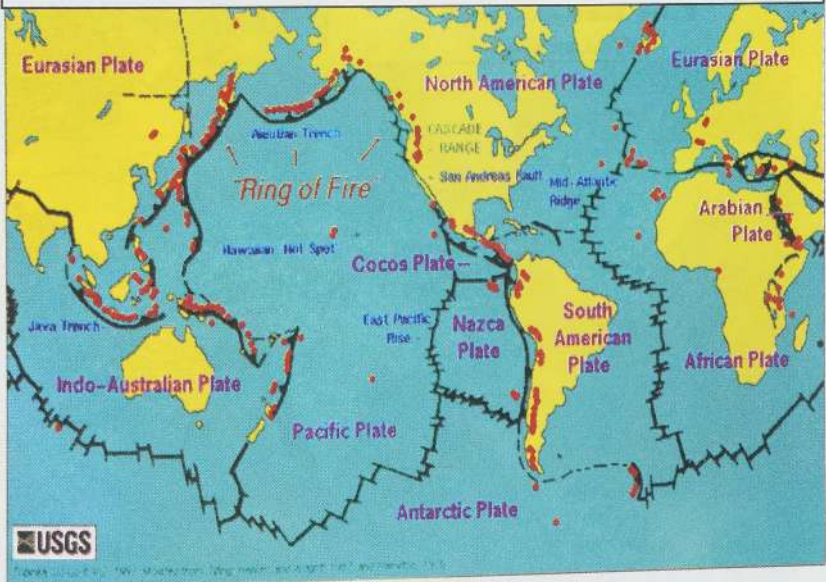 Eurasian Plate
North American Plate
Eurasian Plate
Aleutian Trench
CASCADE
RANGE
San Andreas Fault
Mid-Atlantic
Ridge
"Ring of Fire"
Arabian
Plate
Hawaiian Hot Spot
Cocos Plate
Java Trench
East Pacific
Rise
Nazca
Plate
South
American
Plate
African Plate
Indo-Australian Plate
Pacific Plate
Antarctic Plate
USGS